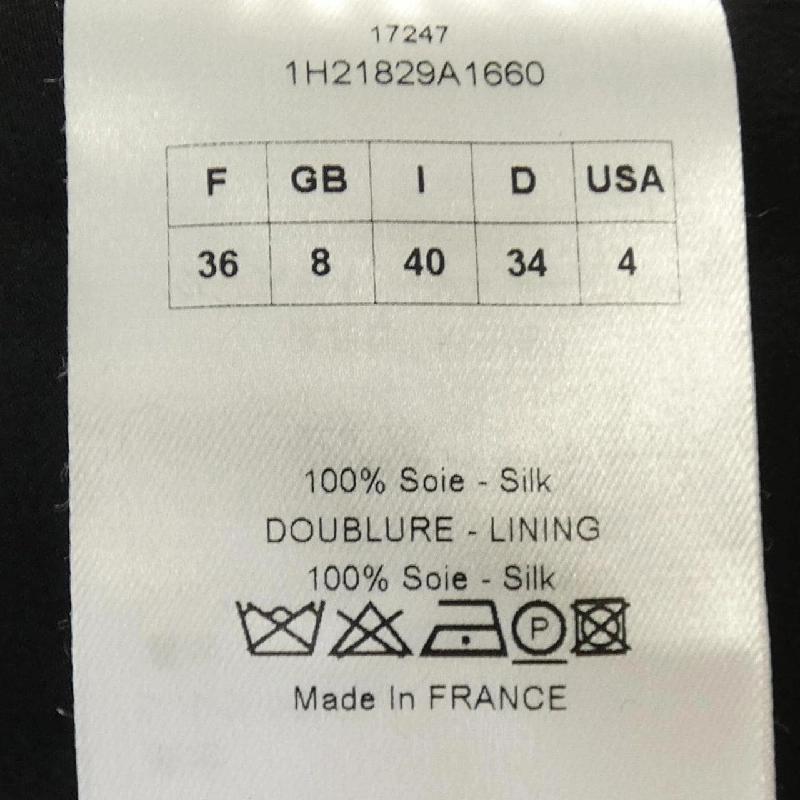 17247
1H21829A1660
F GB I D USA
36 8 40 34 4
100% Soie - Silk
DOUBLURE - LINING
100% Soie - Silk
P
Made In FRANCE